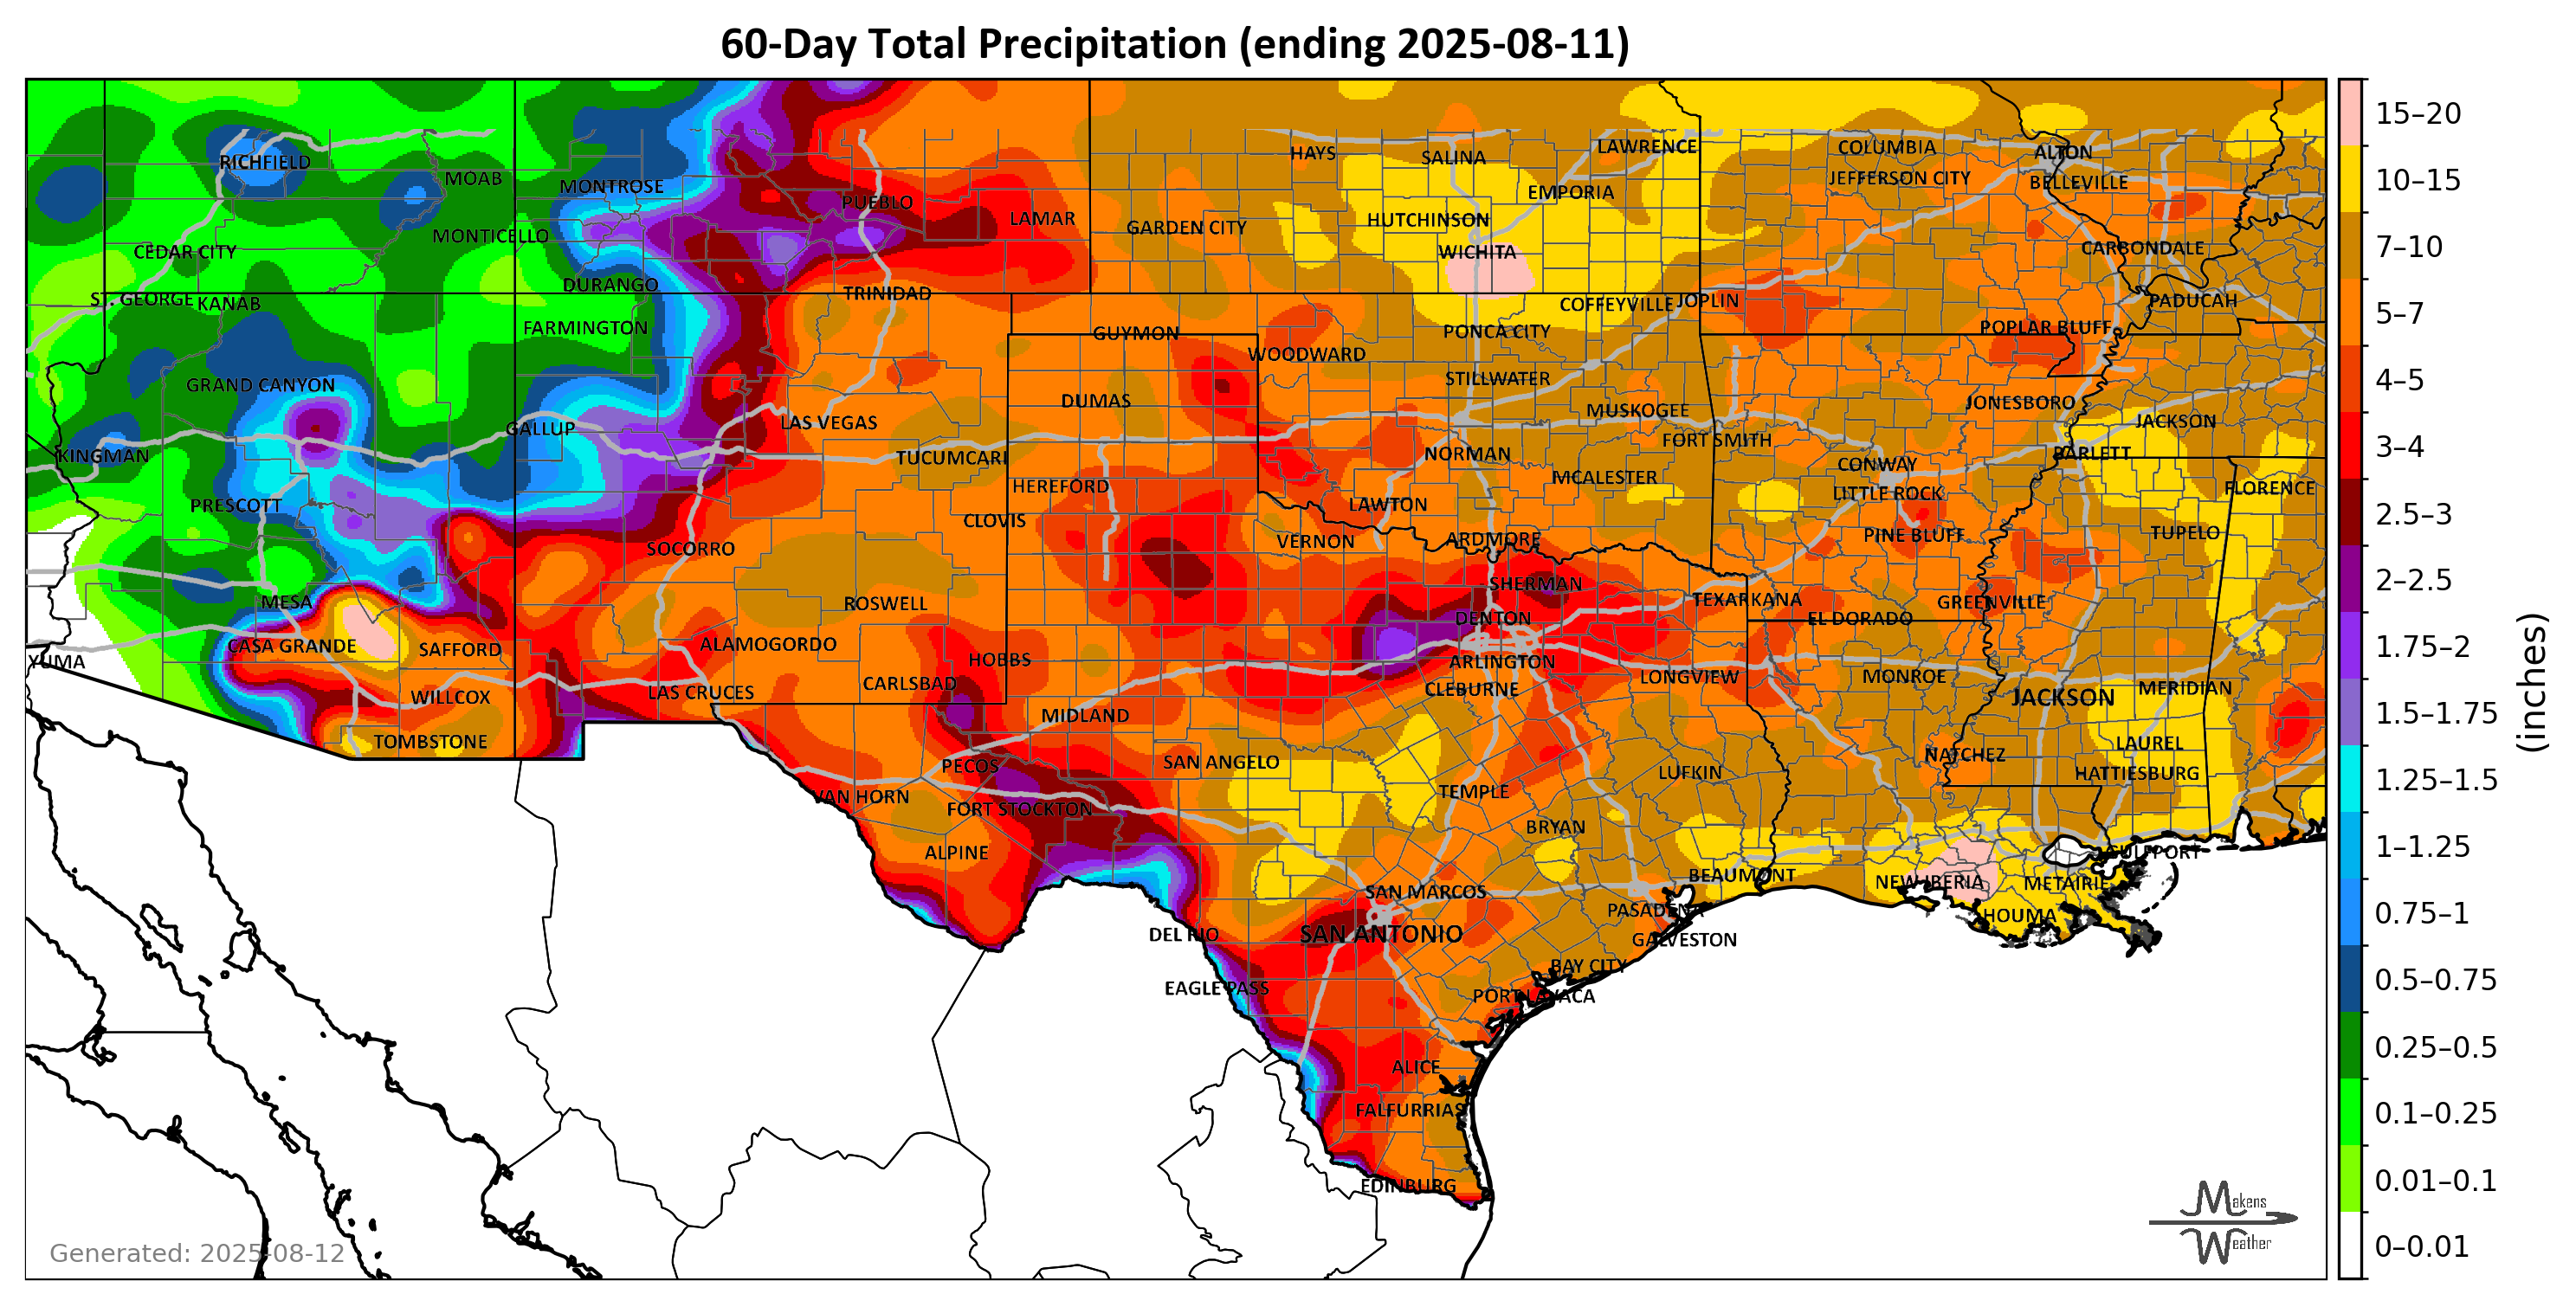 60-Day Total Precipitation (ending 2025-08-11)
HAYS
SALINA
LAWRENCE
COLUMBIA
ALTON
RICHFIELD
MOAB
MONTROSE
EMPORIA
JEFFERSON CITY
BELLEVILLE
PUEBLO
LAMAR
GARDEN CITY
HUTCHINSON
MONTICELLO
CEDAR CITY
WICHITA
CARBONDALE
DURANGO
TRINIDAD
ST. GEORGE
KANAB
COFFEYVILLE
JOPLIN
PADUCAH
FARMINGTON
GUYMON
PONCA CITY
POPLAR BLUFF
WOODWARD
GRAND CANYON
STILLWATER
DUMAS
JONESBORO
MUSKOGEE
LAS VEGAS
JACKSON
GALLUP
FORT SMITH
KINGMAN
TUCUMCARI
NORMAN
BARTLETT
CONWAY
MCALESTER
HEREFORD
LITTLE ROCK
FLORENCE
PRESCOTT
LAWTON
CLOVIS
PINE BLUFF
TUPELO
SOCORRO
VERNON
ARDMORE
SHERMAN
MESA
ROSWELL
TEXARKANA
GREENVILLE
DENTON
EL DORADO
CASA GRANDE
SAFFORD
ALAMOGORDO
HOBBS
ARLINGTON
YUMA
WILLCOX
LAS CRUCES
CARLSBAD
CLEBURNE
LONGVIEW
MONROE
JACKSON
MERIDIAN
MIDLAND
TOMBSTONE
LAUREL
PECOS
SAN ANGELO
NATCHEZ
HATTIESBURG
LUFKIN
VAN HORN
FORT STOCKTON
TEMPLE
BRYAN
ALPINE
GULFPORT
SAN MARCOS
BEAUMONT
NEW IBERIA
METAIRIE
PASADENA
HOUMA
DEL RIO
SAN ANTONIO
GALVESTON
BAY CITY
EAGLE PASS
PORT LAVACA
ALICE
FALFURRIAS
EDINBURG
Generated: 2025-08-12
Makens
Weather
15–20
10–15
7–10
5–7
4–5
3–4
2.5–3
2–2.5
1.75–2
1.5–1.75
1.25–1.5
1–1.25
0.75–1
0.5–0.75
0.25–0.5
0.1–0.25
0.01–0.1
0–0.01
(inches)